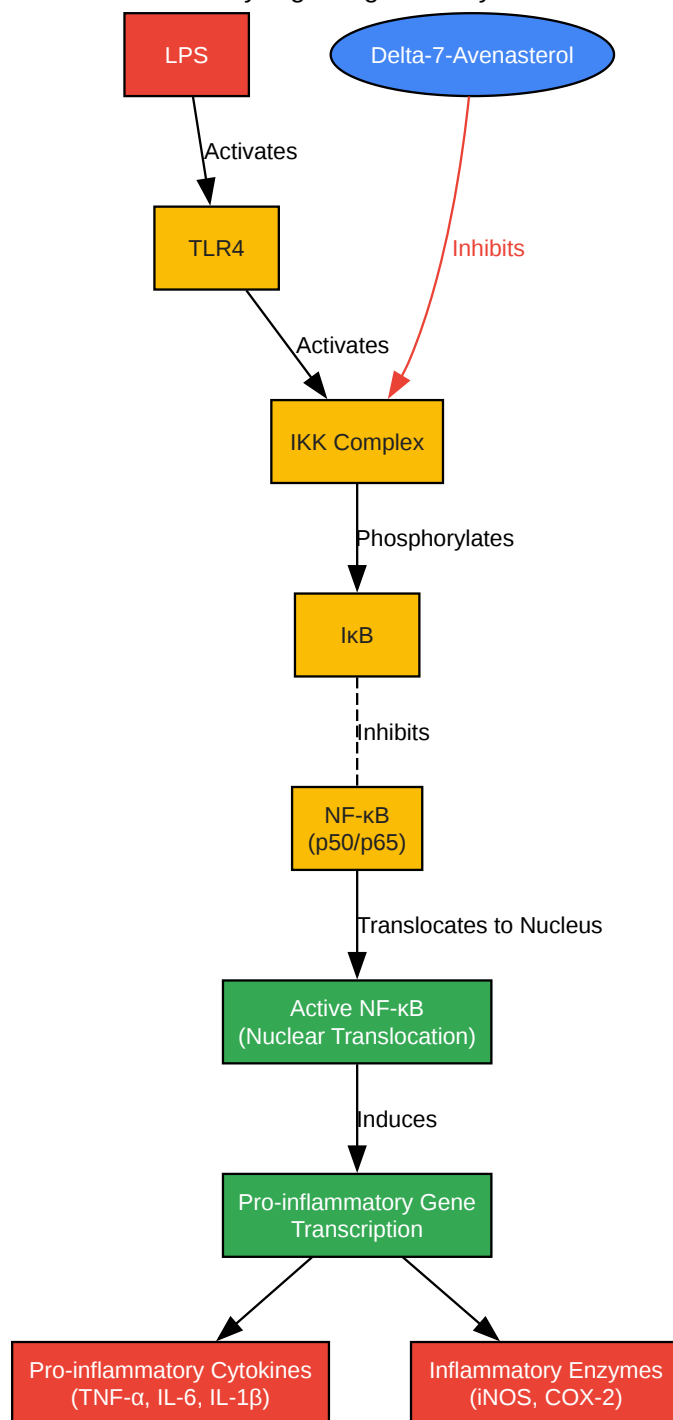 LPS
Delta-7-Avenasterol
Activates
TLR4
Inhibits
Activates
IKK Complex
Phosphorylates
IκB
Inhibits
NF-κB
(p50/p65)
Translocates to Nucleus
Active NF-κB
(Nuclear Translocation)
Induces
Pro-inflammatory Gene
Transcription
Pro-inflammatory Cytokines
(TNF-α, IL-6, IL-1β)
Inflammatory Enzymes
(iNOS, COX-2)